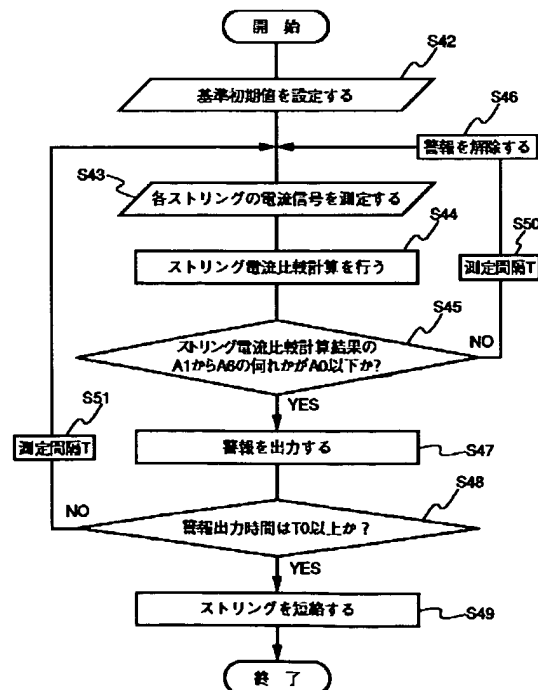 開 始
S42
基準初期値を設定する
S46
警報を解除する
S43
各ストリングの電流信号を測定する
S44
ストリング電流比較計算を行う
S50
測定間隔T
S45
ストリング電流比較計算結果の
A1からA6の何れかがA0以下か?
NO
YES
S51
測定間隔T
警報を出力する
S47
S48
NO
警報出力時間はT0以上か?
YES
ストリングを短絡する
S49
終 了